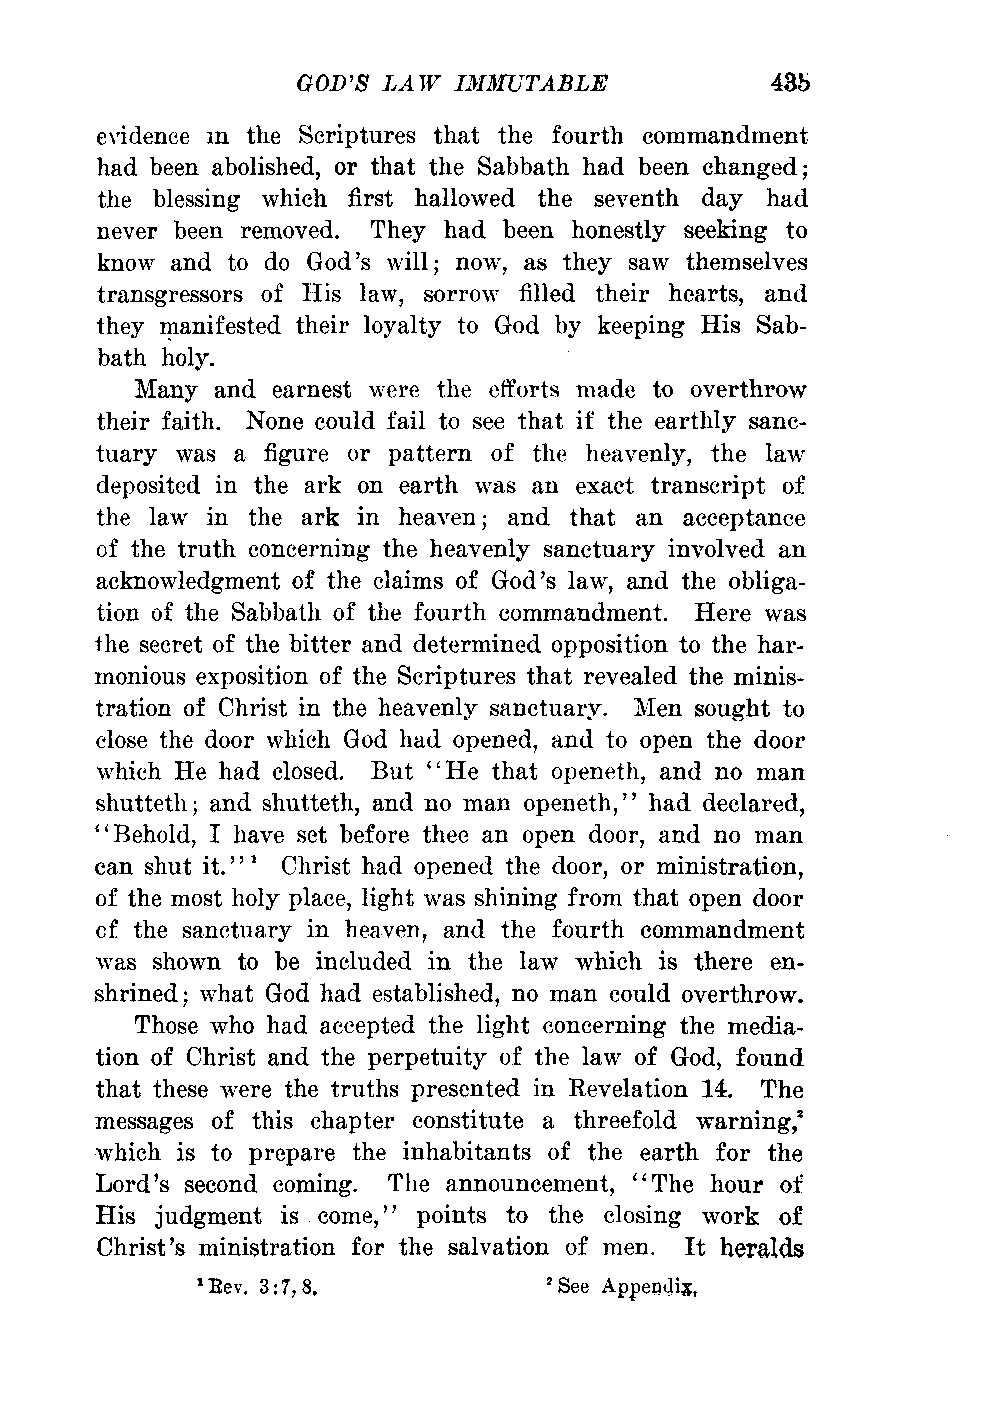 GOD'S LAW IMMUTABLE 435
evidence in the Scriptures that the fourth commandment
had been abolished, or that the Sabbath had been changed;
the blessing which first hallowed the seventh day had
never been removed. They had been honestly seeking to
know and to do God's will; now, as they saw themselves
transgressors of His law, sorrow filled their hearts, and
they manifested their loyalty to God by keeping His Sab-
bath holy.
Many and earnest were the efforts made to overthrow
their faith. None could fail to see that if the earthly sanc-
tuary was a figure or pattern of the heavenly, the law
deposited in the ark on earth was an exact transcript of
the law in the ark in heaven; and that an acceptance
of the truth concerning the heavenly sanctuary involved an
acknowledgment of the claims of God's law, and the obliga-
tion of the Sabbath of the fourth commandment. Here was
the secret of the bitter and determined opposition to the har-
monious exposition of the Scriptures that revealed the minis-
tration of Christ in the heavenly sanctuary. Men sought to
close the door which God had opened, and to open the door
which He had closed. But "He that openeth, and no man
shutteth; and shutteth, and no man openeth," had declared,
"Behold, I have set before thee an open door, and no man
can shut it."¹ Christ had opened the door, or ministration,
of the most holy place, light was shining from that open door
of the sanctuary in heaven, and the fourth commandment
was shown to be included in the law which is there en-
shrined; what God had established, no man could overthrow.
Those who had accepted the light concerning the media-
tion of Christ and the perpetuity of the law of God, found
that these were the truths presented in Revelation 14. The
messages of this chapter constitute a threefold warning,²
which is to prepare the inhabitants of the earth for the
Lord's second coming. The announcement, "The hour of
His judgment is come," points to the closing work of
Christ's ministration for the salvation of men. It heralds
¹ Rev. 3:7, 8. ² See Appendix.